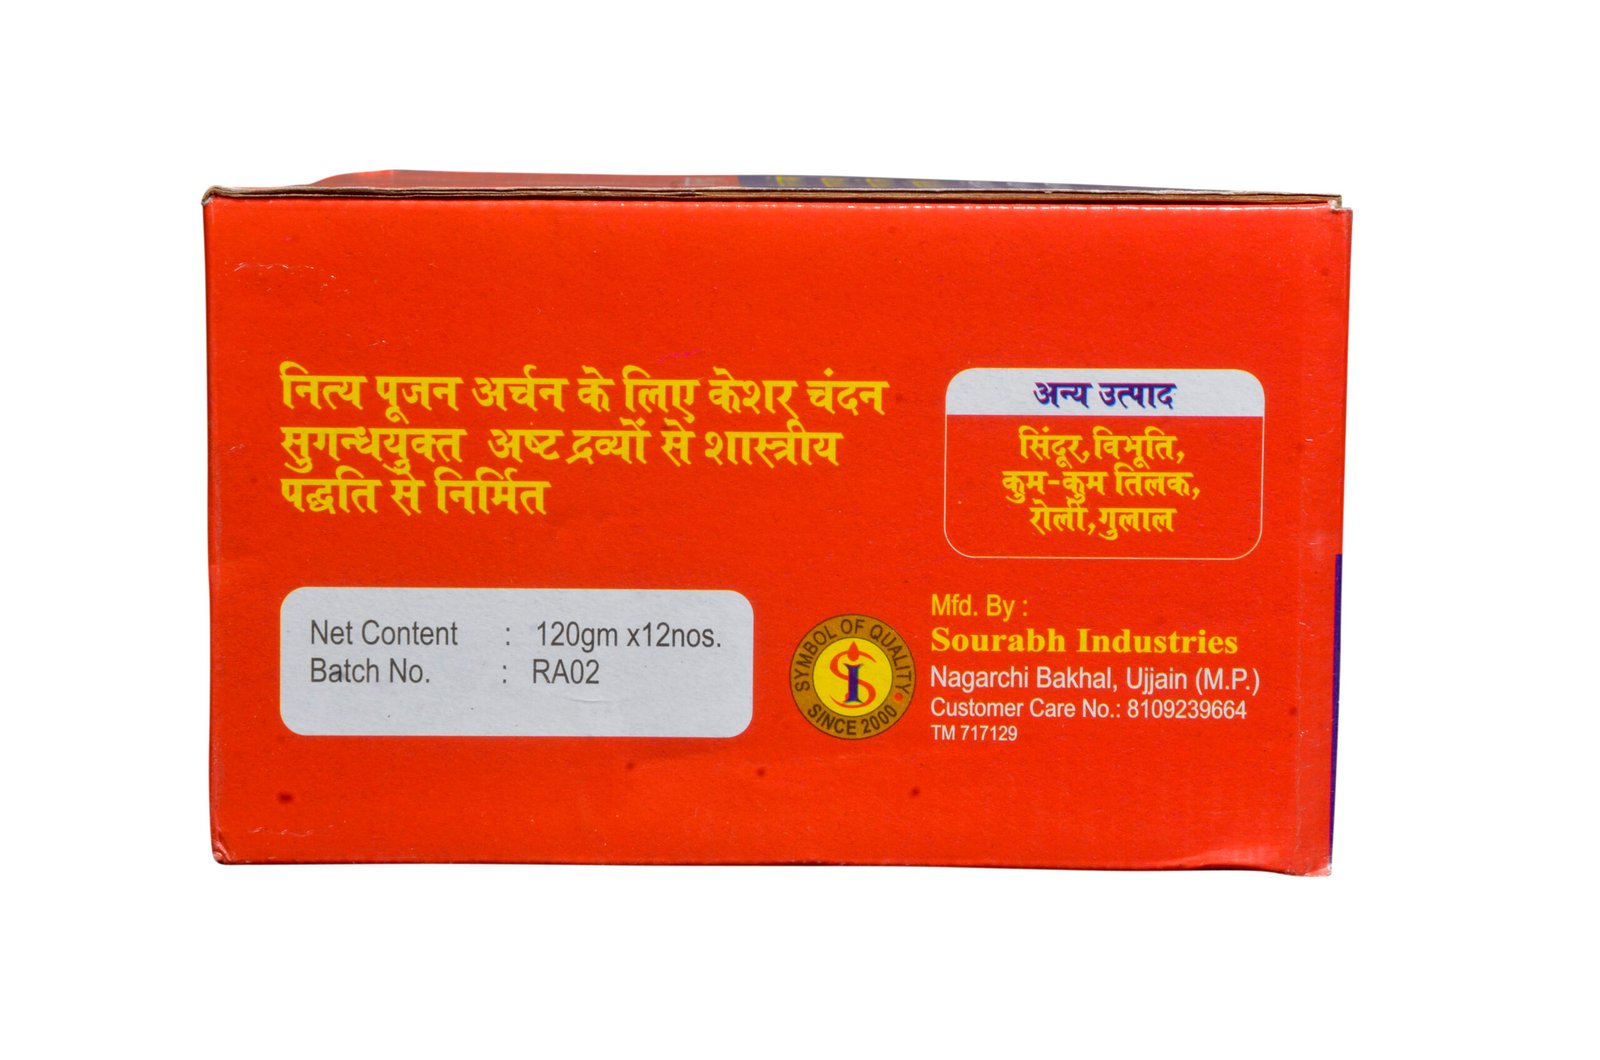 नित्य पूजन अर्चन के लिए केशर चंदन
सुगन्धयुक्त अष्ट द्रव्यों से शास्त्रीय
पद्धति से निर्मित
अन्य उत्पाद
सिंदूर, विभूति,
कुम-कुम तिलक,
रोली, गुलाल
Net Content : 120gm x12nos.
Batch No. : RA02
SYMBOL OF QUALITY
SI
SINCE 2000
Mfd. By :
Sourabh Industries
Nagarchi Bakhal, Ujjain (M.P.)
Customer Care No.: 8109239664
TM 717129